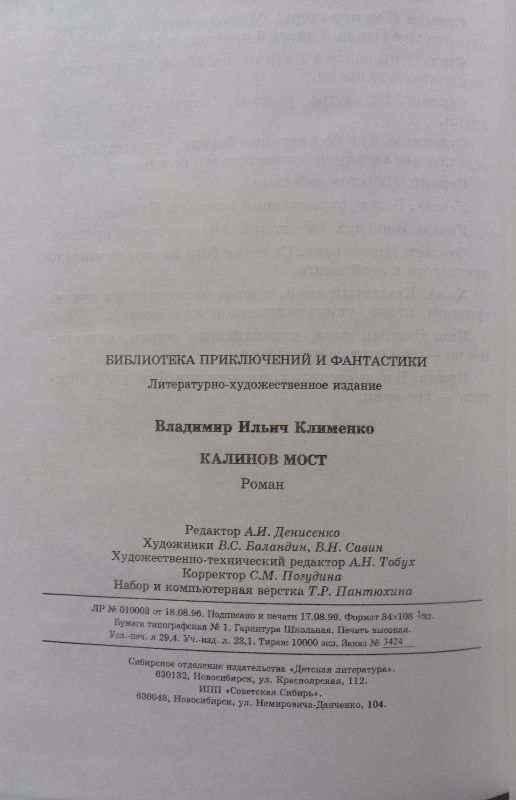 БИБЛИОТЕКА ПРИКЛЮЧЕНИЙ И ФАНТАСТИКИ
Литературно-художественное издание
Владимир Ильич Клименко
КАЛИНОВ МОСТ
Роман
Редактор А.И. Денисенко
Художники В.С. Баландин, В.Н. Савин
Художественно-технический редактор А.Н. Тобух
Корректор С.М. Погудина
Набор и компьютерная верстка Т.Р. Пантюхина
ЛР № 010003 от 18.08.96. Подписано к печати 17.08.99. Формат 84×108 1/32.
Бумага типографская № 1. Гарнитура Школьная. Печать высокая.
Усл.-печ. л 29,4. Уч.-изд. л. 23,1. Тираж 10000 экз. Заказ № 3424
Сибирское отделение издательства «Детская литература».
630132, Новосибирск, ул. Красноярская, 112.
ИПП «Советская Сибирь».
630048, Новосибирск, ул. Немировича-Данченко, 104.